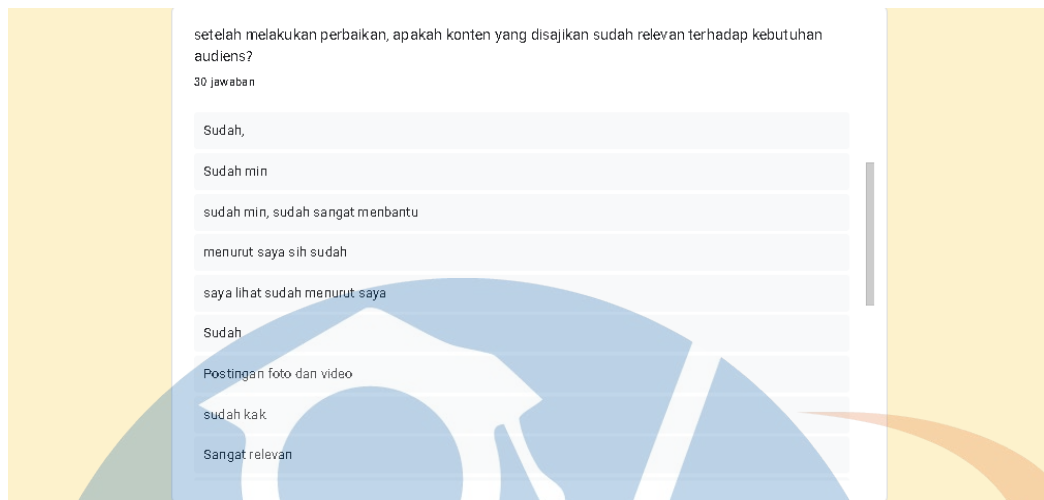 setelah melakukan perbaikan, apakah konten yang disajikan sudah relevan terhadap kebutuhan
audiens?
30 jawaban
Sudah,
Sudah min
sudah min, sudah sangat menbantu
menurut saya sih sudah
saya lihat sudah menurut saya
Sudah
Postingan foto dan video
sudah kak
Sangat relevan